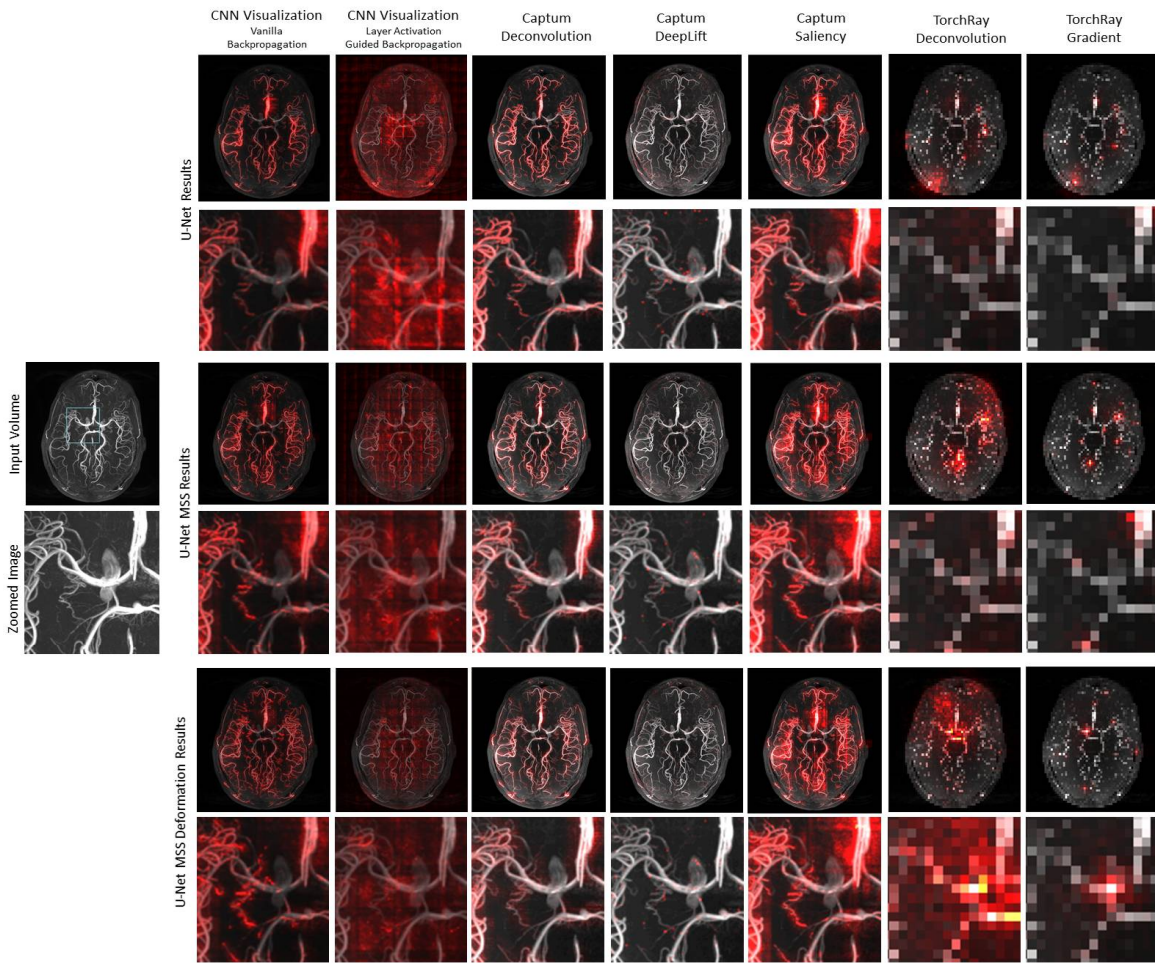 CNN Visualization
Vanilla
Backpropagation
CNN Visualization
Layer Activation
Guided Backpropagation
Captum
Deconvolution
Captum
DeepLift
Captum
Saliency
TorchRay
Deconvolution
TorchRay
Gradient
U-Net Results
Input Volume
Zoomed Image
U-Net MSS Results
U-Net MSS Deformation Results